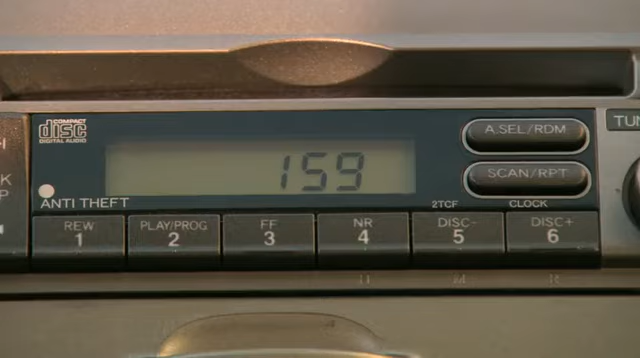 COMPACT
disc
DIGITAL AUDIO
159
A.SEL/RDM
SCAN/RPT
ANTI THEFT
2TCF
CLOCK
REW
1
PLAY/PROG
2
FF
3
NR
4
DISC-
5
DISC+
6
H
M
R